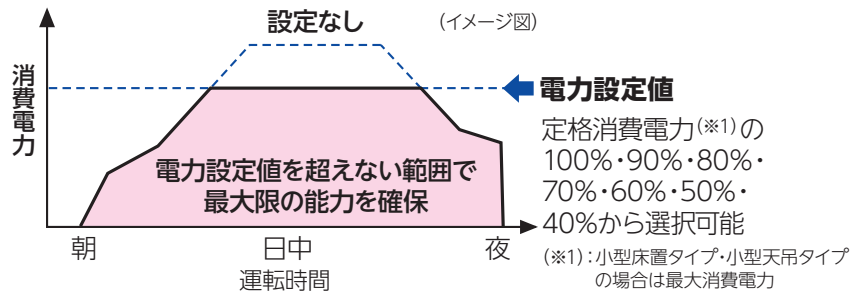 設定なし
(イメージ図)
消費電力
電力設定値
定格消費電力(※1)の
100%・90%・80%・
70%・60%・50%・
40%から選択可能
(※1):小型床置タイプ・小型天吊タイプ
の場合は最大消費電力
電力設定値を超えない範囲で
最大限の能力を確保
朝
日中
夜
運転時間